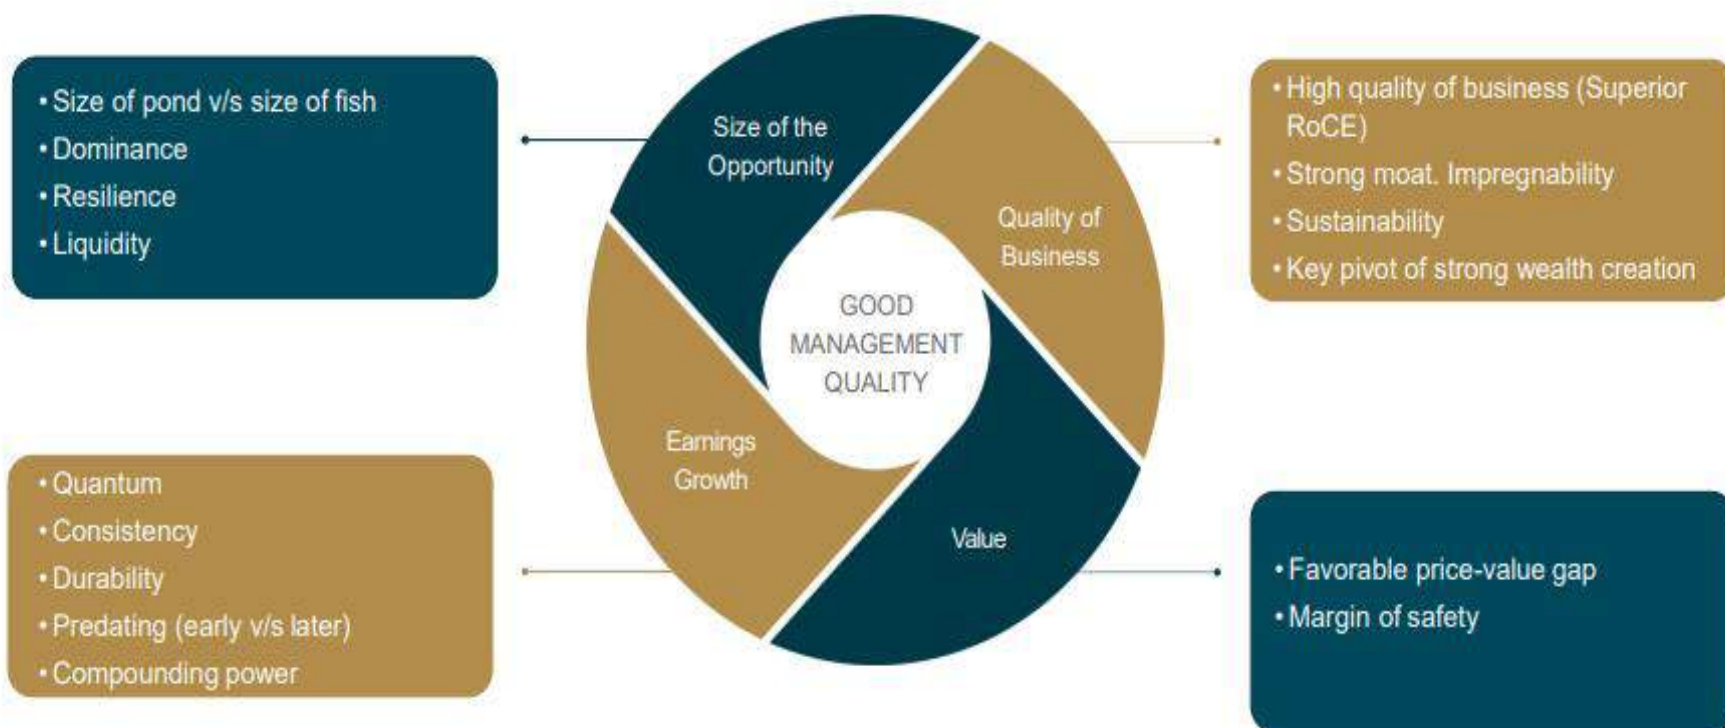 • Size of pond v/s size of fish
• Dominance
• Resilience
• Liquidity
Size of the
Opportunity
Quality of
Business
• High quality of business (Superior
RoCE)
• Strong moat. Impregnability
• Sustainability
• Key pivot of strong wealth creation
GOOD
MANAGEMENT
QUALITY
• Quantum
• Consistency
• Durability
• Predating (early v/s later)
• Compounding power
Earnings
Growth
Value
• Favorable price-value gap
• Margin of safety